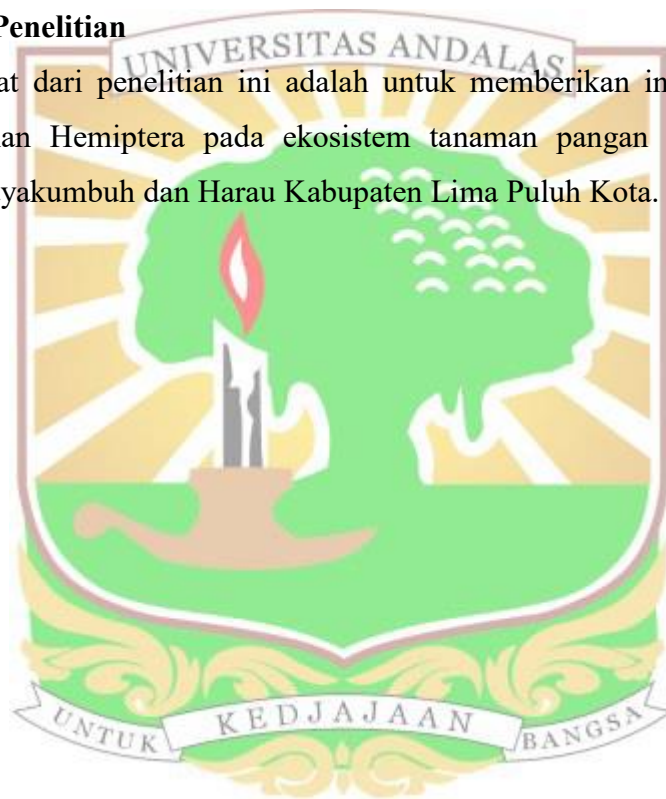 Penelitian
UNIVERSITAS ANDALAS
at dari penelitian ini adalah untuk memberikan in
an Hemiptera pada ekosistem tanaman pangan
yakumbuh dan Harau Kabupaten Lima Puluh Kota.
UNTUK KEDJAJAAN BANGSA